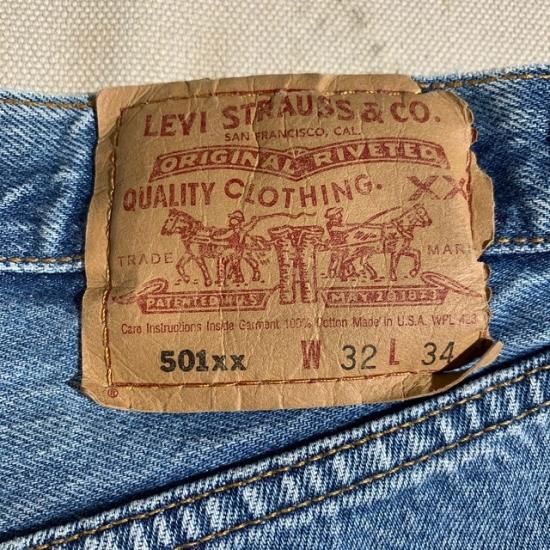 LEVI STRAUSS & CO.
SAN FRANCISCO, CAL.
ORIGINAL RIVETED
QUALITY CLOTHING. XX
TRADE MARK
PATENTED IN U.S. MAY 20 1873
Care Instructions Inside Garment 100% Cotton Made in U.S.A. WPL 423
501xx W 32 L 34
®